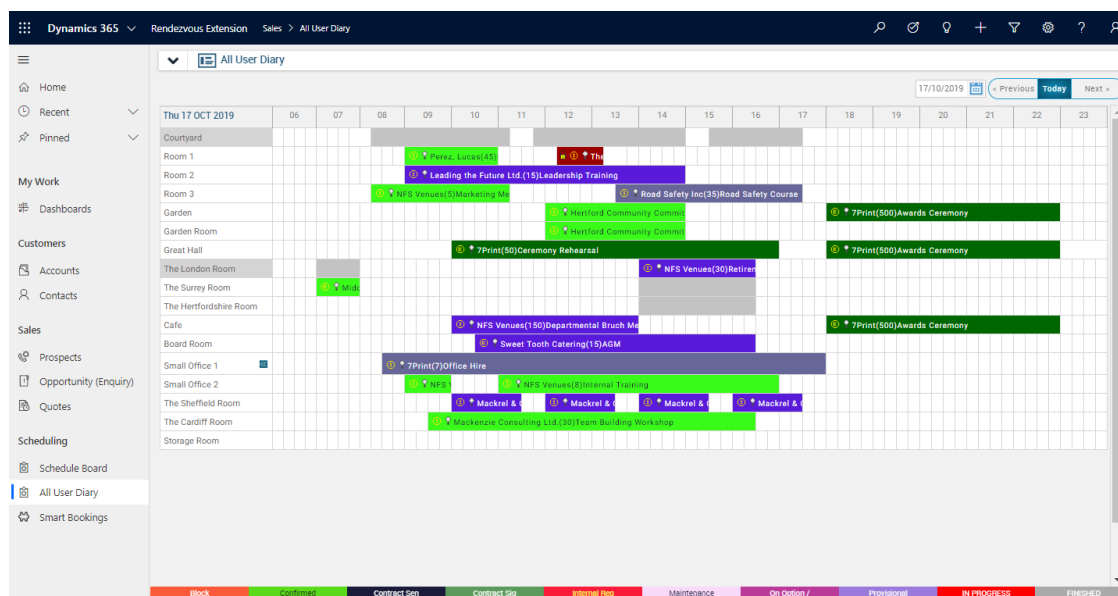 Dynamics 365 Rendezvous Extension Sales > All User Diary
All User Diary
17/10/2019 < Previous Today Next >
Home
Recent
Pinned
My Work
Dashboards
Customers
Accounts
Contacts
Sales
Prospects
Opportunity (Enquiry)
Quotes
Scheduling
Schedule Board
All User Diary
Smart Bookings
Thu 17 OCT 2019 06 07 08 09 10 11 12 13 14 15 16 17 18 19 20 21 22 23
Courtyard
Room 1 Perez, Lucas(45) The
Room 2 Leading the Future Ltd.(15)Leadership Training
Room 3 NFS Venues(5)Marketing Me Road Safety Inc(35)Road Safety Course
Garden Hertford Community Commit 7Print(500)Awards Ceremony
Garden Room Hertford Community Commit
Great Hall 7Print(50)Ceremony Rehearsal 7Print(500)Awards Ceremony
The London Room NFS Venues(30)Retiren
The Surrey Room Midd
The Hertfordshire Room
Cafe NFS Venues(150)Departmental Bruch Me 7Print(500)Awards Ceremony
Board Room Sweet Tooth Catering(15)AGM
Small Office 1 7Print(7)Office Hire
Small Office 2 NFS V NFS Venues(8)Internal Training
The Sheffield Room Mackrel & Mackrel & Mackrel & Mackrel &
The Cardiff Room Mackenzie Consulting Ltd.(30)Team Building Workshop
Storage Room
Block Confirmed Contract Sen Contract Sig Internal Reg Maintenance On Option / Provisional IN PROGRESS FINISHED